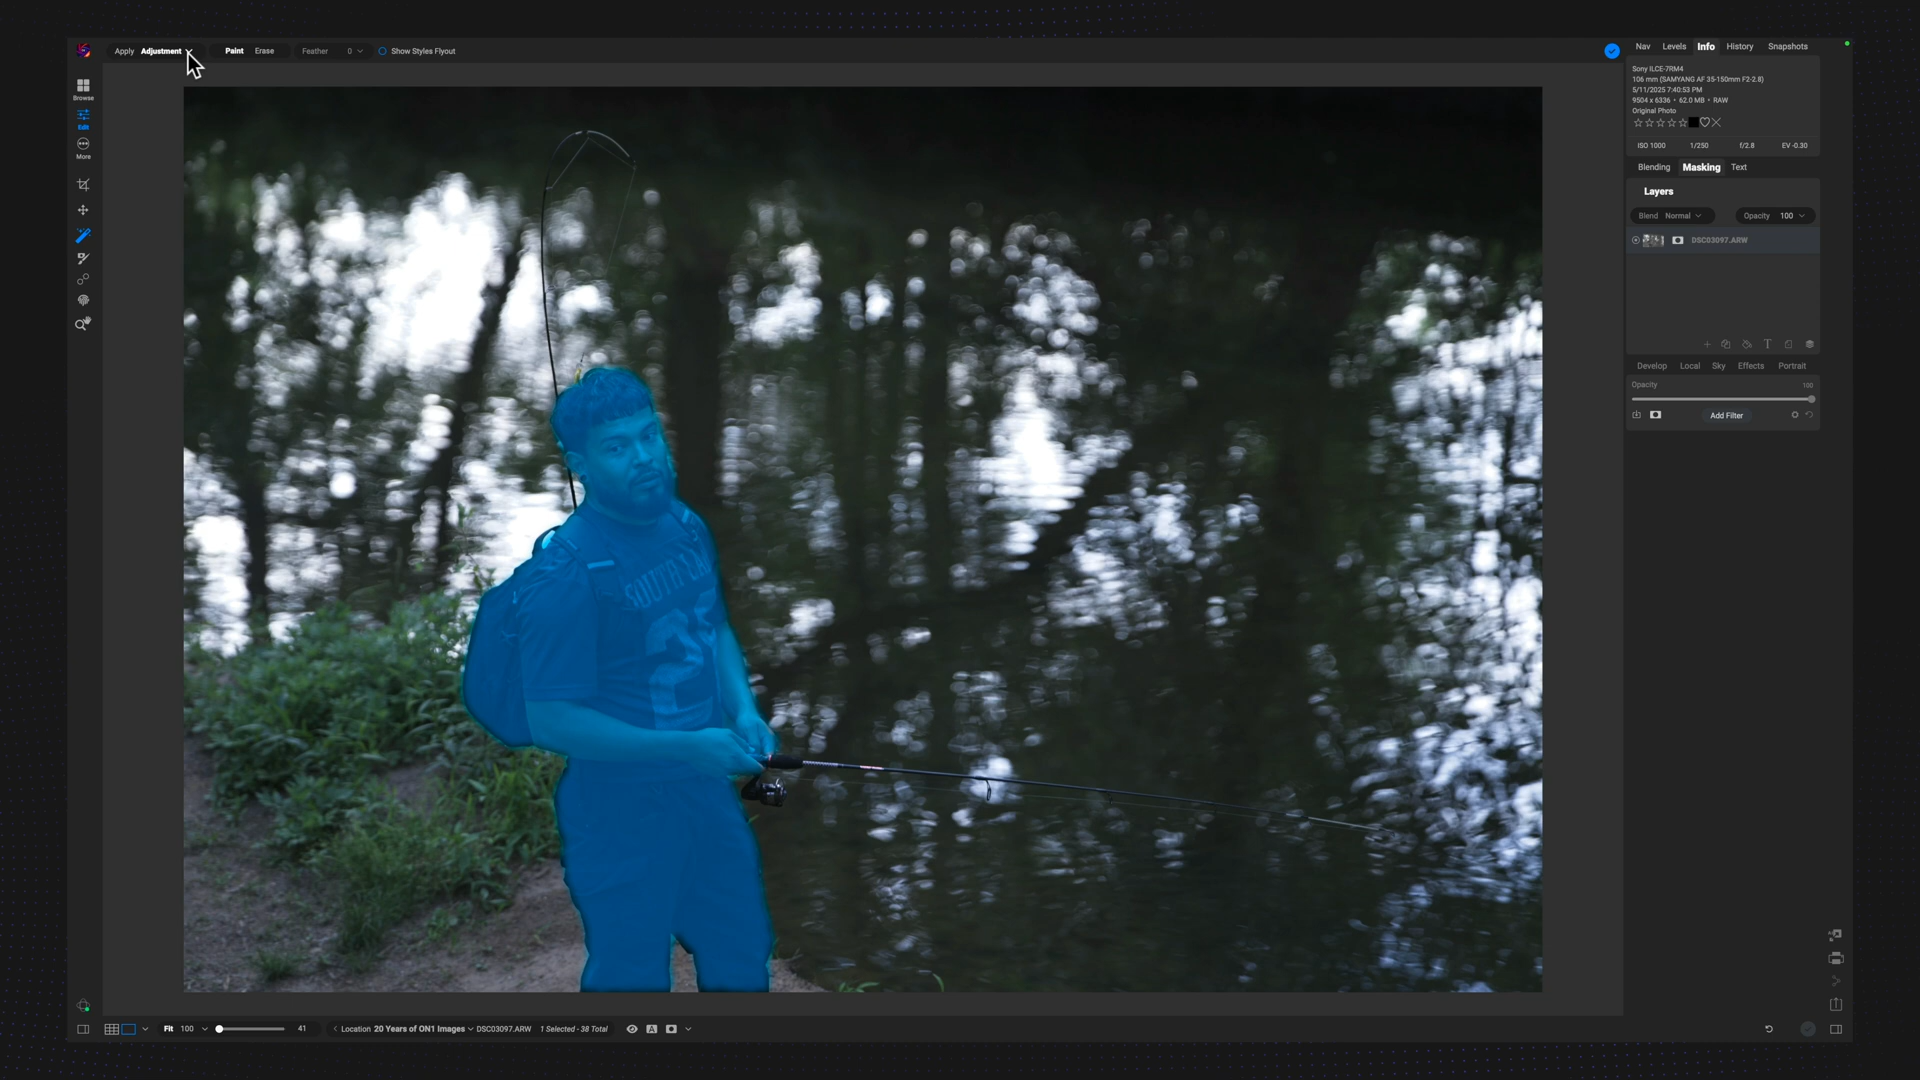 Apply Adjustment Paint Erase Feather 0 Show Styles Flyout
Nav Levels Info History Snapshots
Browse
Edit
More
Sony ILCE-7RM4
106 mm (SAMYANG AF 35-150mm F2-2.8)
5/11/2025 7:40:53 PM
9504 x 6336 • 62.0 MB • RAW
Original Photo
ISO 1000 1/250 f/2.8 EV -0.30
Blending Masking Text
Layers
Blend Normal Opacity 100
DSC03097.ARW
Develop Local Sky Effects Portrait
Opacity 100
Add Filter
SOUTH LA
2
Fit 100 41 Location 20 Years of ON1 Images DSC03097.ARW 1 Selected - 38 Total
A